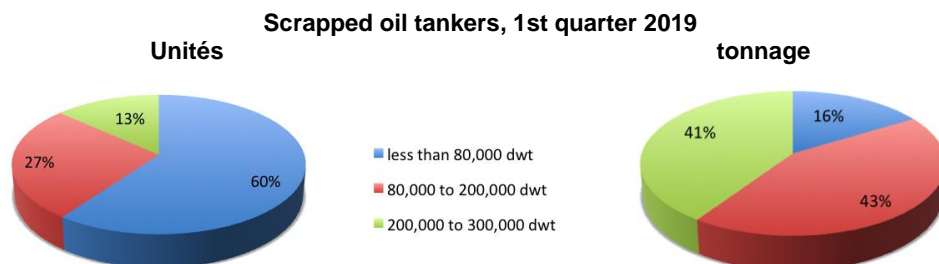 Scrapped oil tankers, 1st quarter 2019
Unités
tonnage
13%
27%
60%
less than 80,000 dwt
80,000 to 200,000 dwt
200,000 to 300,000 dwt
16%
41%
43%